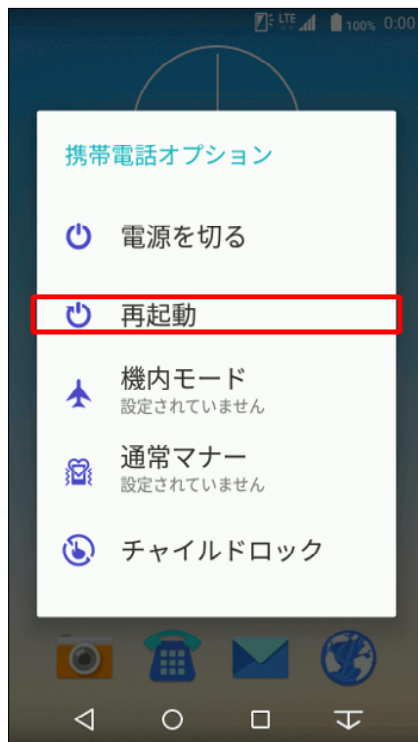 LTE 100% 0:00
携帯電話オプション
電源を切る
再起動
機内モード
設定されていません
通常マナー
設定されていません
チャイルドロック